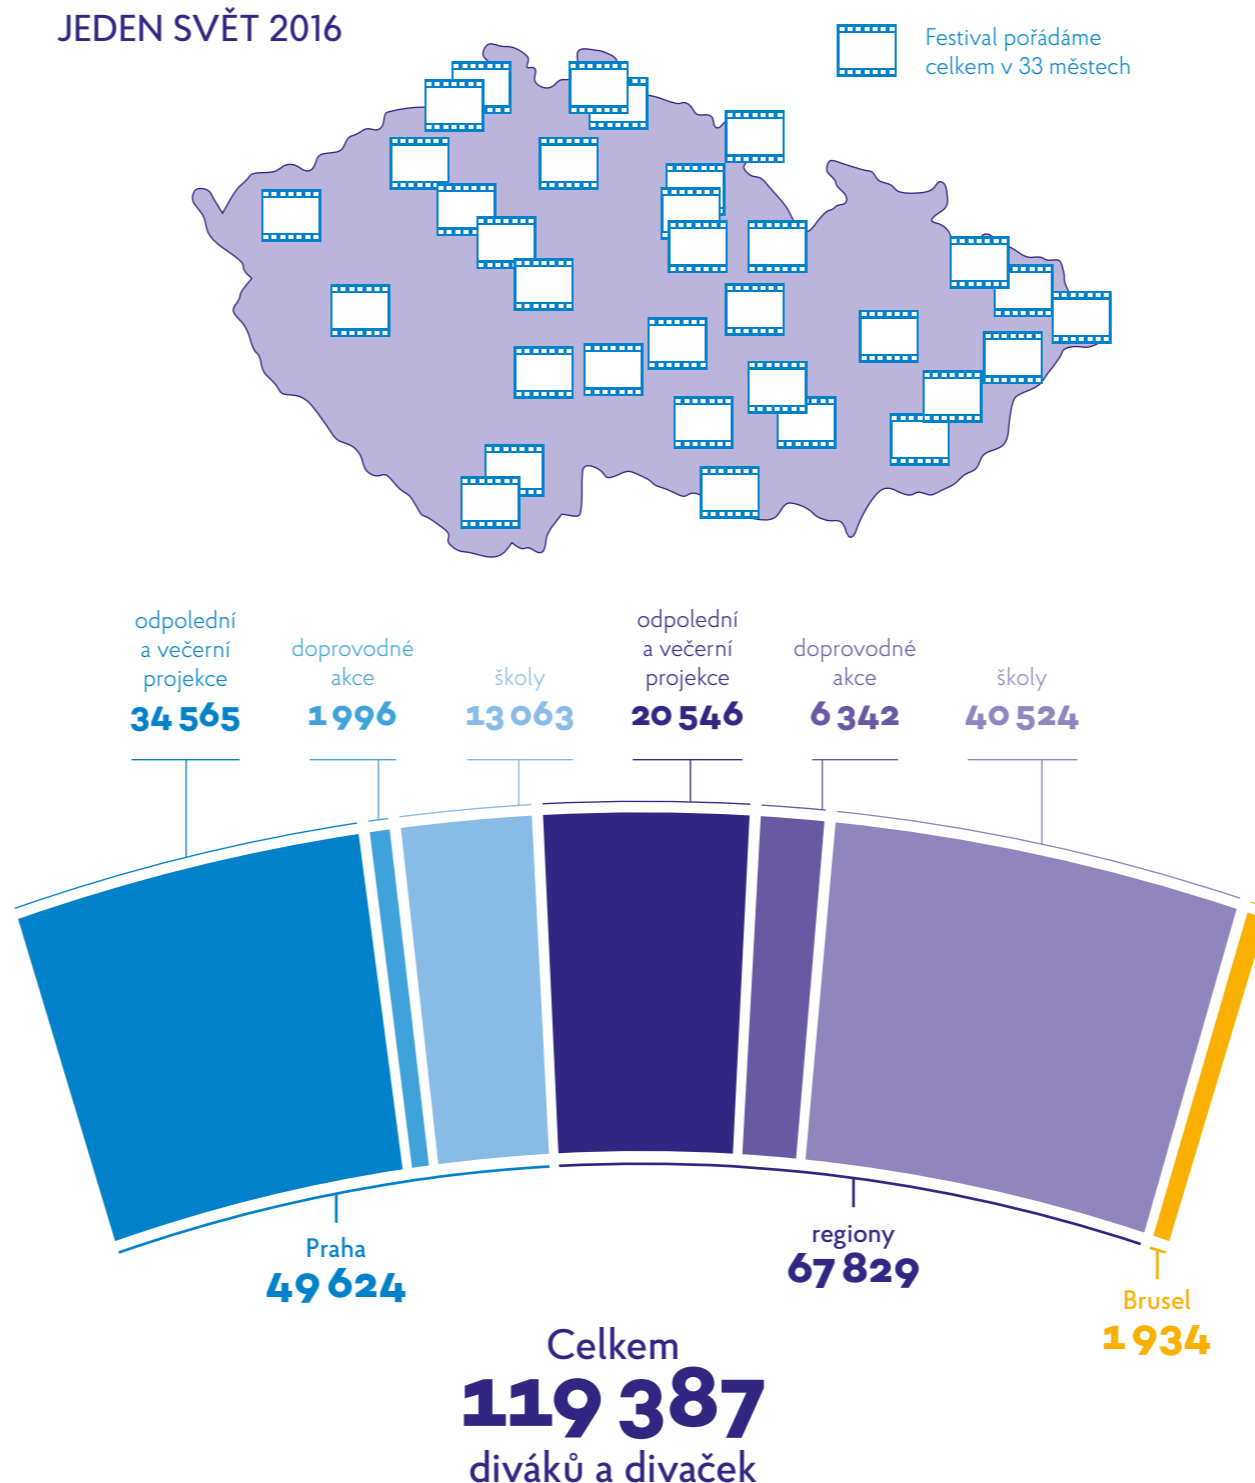 JEDEN SVĚT 2016
Festival pořádáme
celkem v 33 městech
odpolední
a večerní
projekce
34 565
doprovodné
akce
1 996
školy
13 063
odpolední
a večerní
projekce
20 546
doprovodné
akce
6 342
školy
40 524
Praha
49 624
regiony
67 829
Brusel
1 934
Celkem
119 387
diváků a divaček